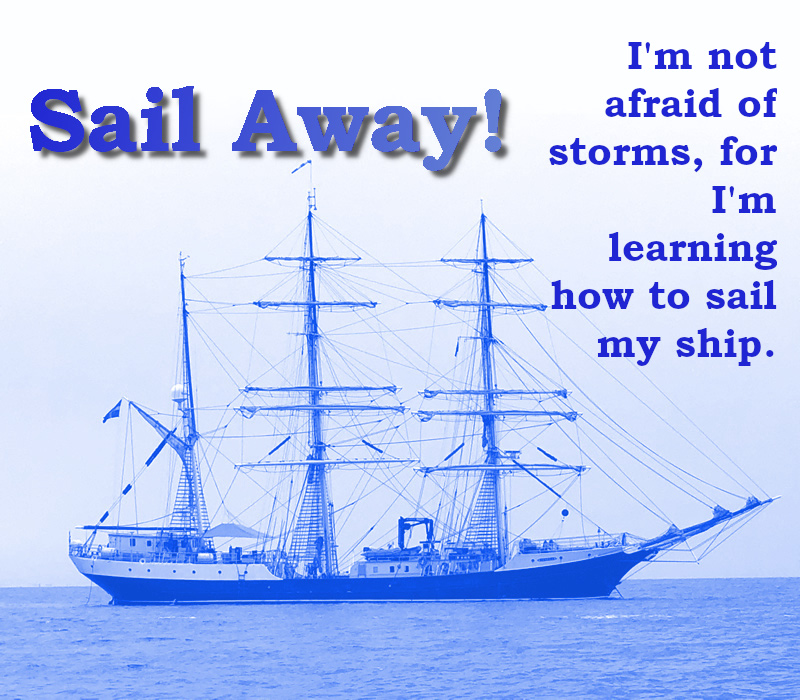 Sail Away!
I'm not
afraid of
storms, for
I'm
learning
how to sail
my ship.